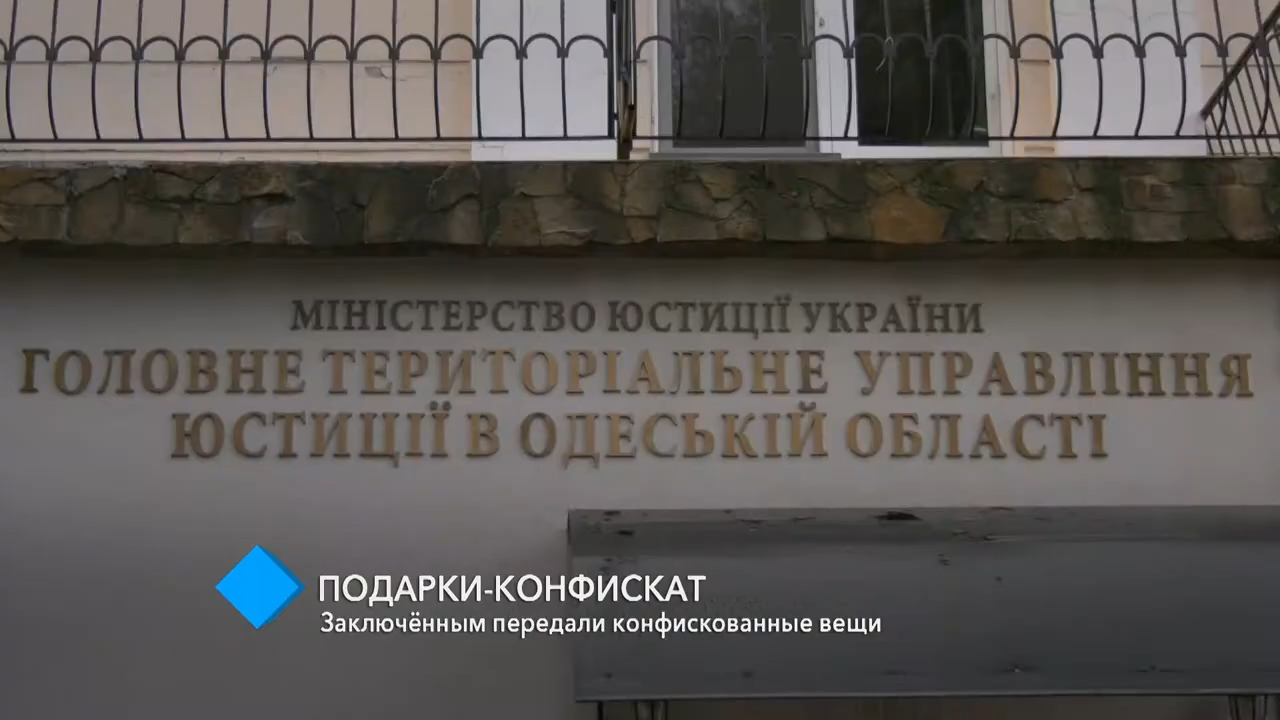 МІНІСТЕРСТВО ЮСТИЦІЇ УКРАЇНИ
ГОЛОВНЕ ТЕРИТОРІАЛЬНЕ УПРАВЛІННЯ
ЮСТИЦІЇ В ОДЕСЬКІЙ ОБЛАСТІ
ПОДАРКИ-КОНФИСКАТ
Заключённым передали конфискованные вещи